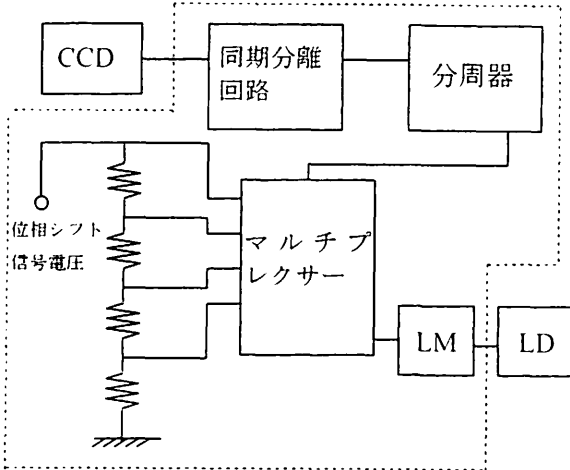 CCD
同期分離
回路
分周器
位相シフト
信号電圧
マルチプ
レクサー
LM
LD